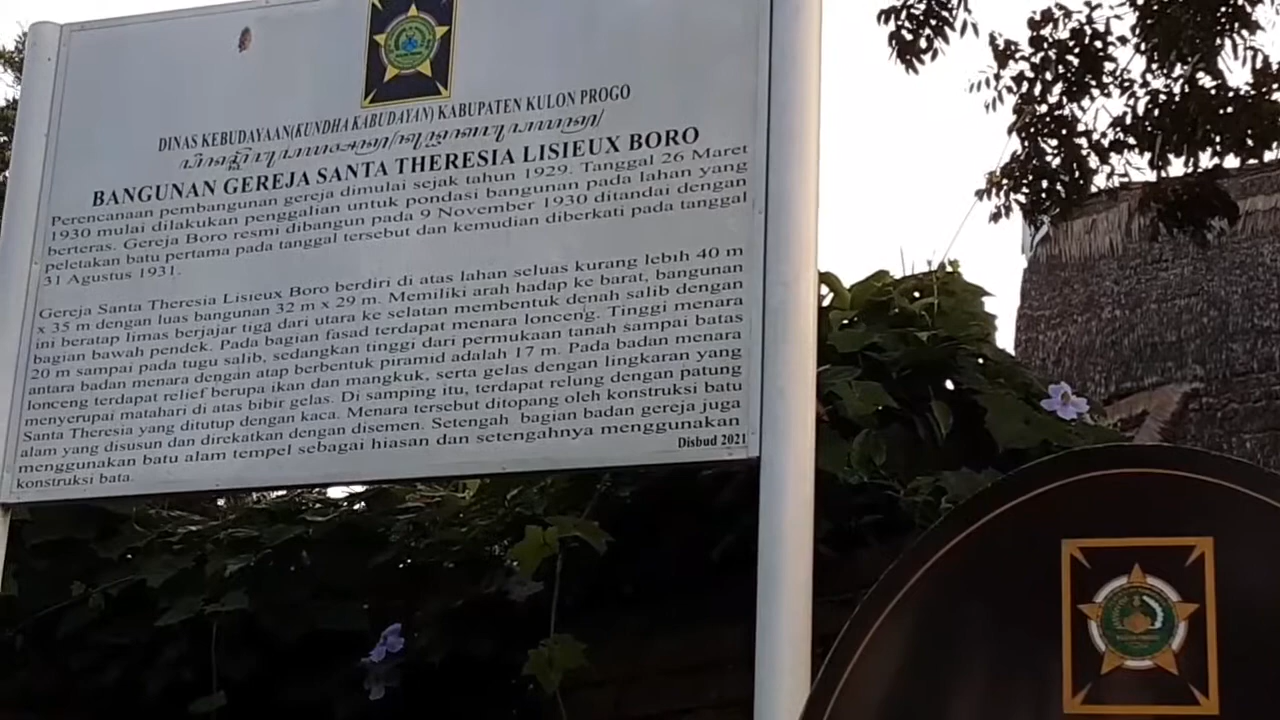 DINAS KEBUDAYAAN(KUNDHA KABUDAYAN) KABUPATEN KULON PROGO
BANGUNAN GEREJA SANTA THERESIA LISIEUX BORO
Perencanaan pembangunan gereja dimulai sejak tahun 1929. Tanggal 26 Maret
1930 mulai dilakukan penggalian untuk pondasi bangunan pada lahan yang
berteras. Gereja Boro resmi dibangun pada 9 November 1930 ditandai dengan
peletakan batu pertama pada tanggal tersebut dan kemudian diberkati pada tanggal
31 Agustus 1931.
Gereja Santa Theresia Lisieux Boro berdiri di atas lahan seluas kurang lebih 40 m
x 35 m dengan luas bangunan 32 m x 29 m. Memiliki arah hadap ke barat, bangunan
ini beratap limas berjajar tiga dari utara ke selatan membentuk denah salib dengan
bagian bawah pendek. Pada bagian fasad terdapat menara lonceng. Tinggi menara
20 m sampai pada tugu salib, sedangkan tinggi dari permukaan tanah sampai batas
antara badan menara dengan atap berbentuk piramid adalah 17 m. Pada badan menara
lonceng terdapat relief berupa ikan dan mangkuk, serta gelas dengan lingkaran yang
menyerupai matahari di atas bibir gelas. Di samping itu, terdapat relung dengan patung
Santa Theresia yang ditutup dengan kaca. Menara tersebut ditopang oleh konstruksi batu
alam yang disusun dan direkatkan dengan disemen. Setengah bagian badan gereja juga
menggunakan batu alam tempel sebagai hiasan dan setengahnya menggunakan
konstruksi bata.
Disbud 2021